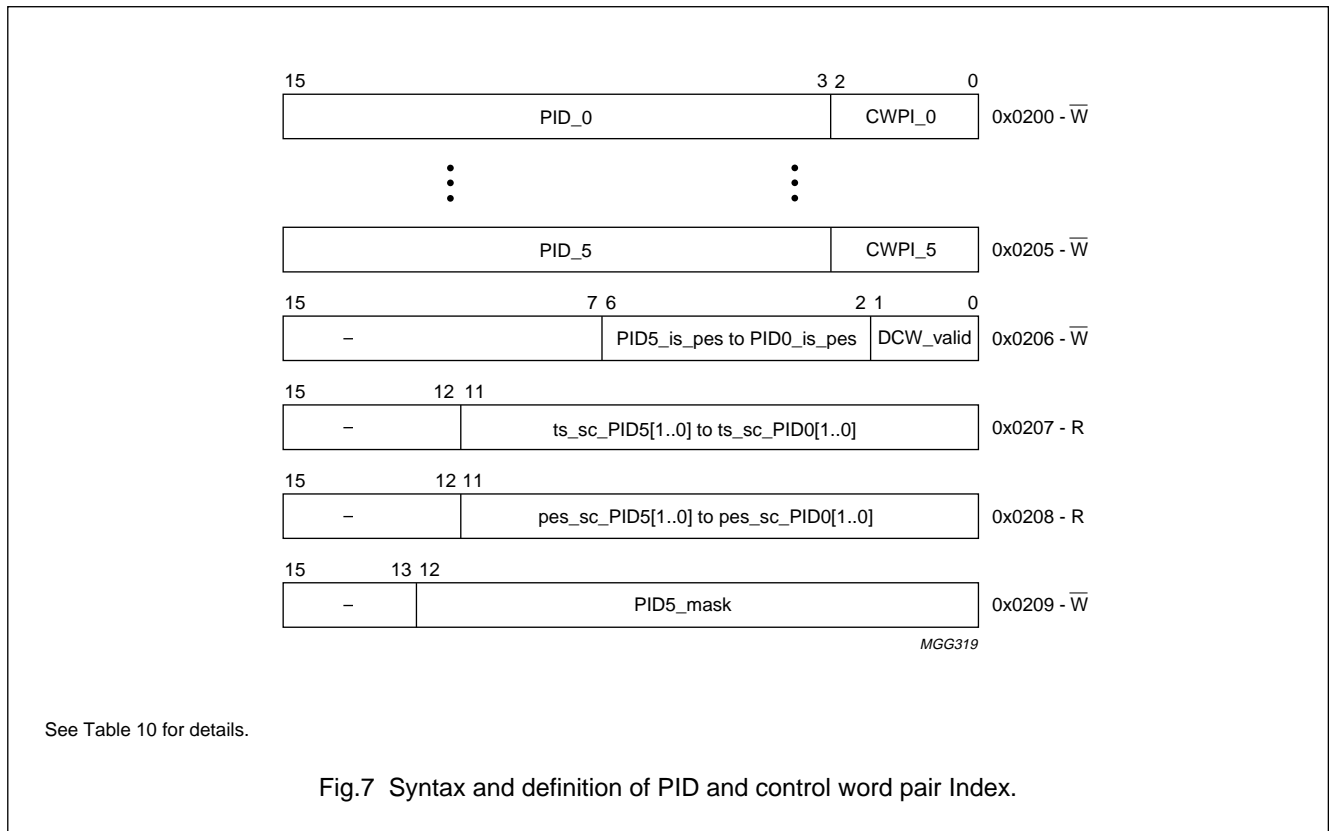 15 3 2 0
PID_0 CWPI_0 0x0200 - W̅
PID_5 CWPI_5 0x0205 - W̅
15 7 6 2 1 0
– PID5_is_pes to PID0_is_pes DCW_valid 0x0206 - W̅
15 12 11
– ts_sc_PID5[1..0] to ts_sc_PID0[1..0] 0x0207 - R
15 12 11
– pes_sc_PID5[1..0] to pes_sc_PID0[1..0] 0x0208 - R
15 13 12
– PID5_mask 0x0209 - W̅
MGG319
See Table 10 for details.
Fig.7 Syntax and definition of PID and control word pair Index.